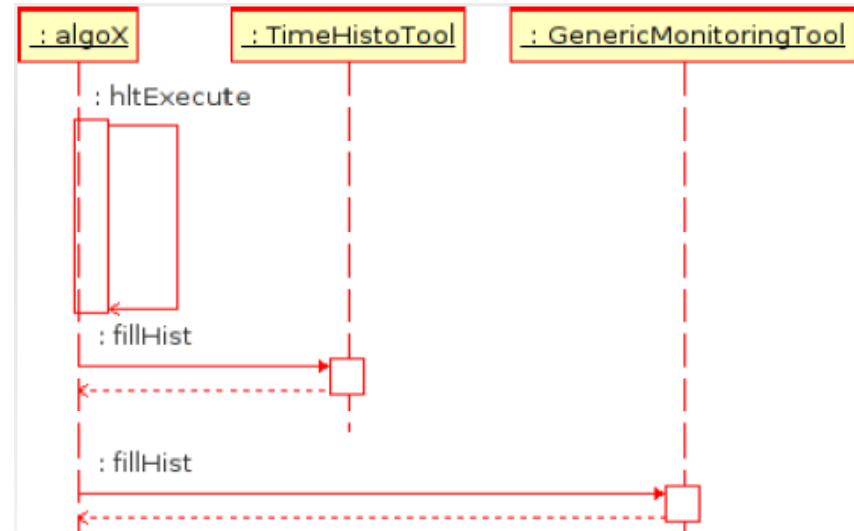 : algoX
: TimeHistoTool
: GenericMonitoringTool
: hltExecute
: fillHist
: fillHist